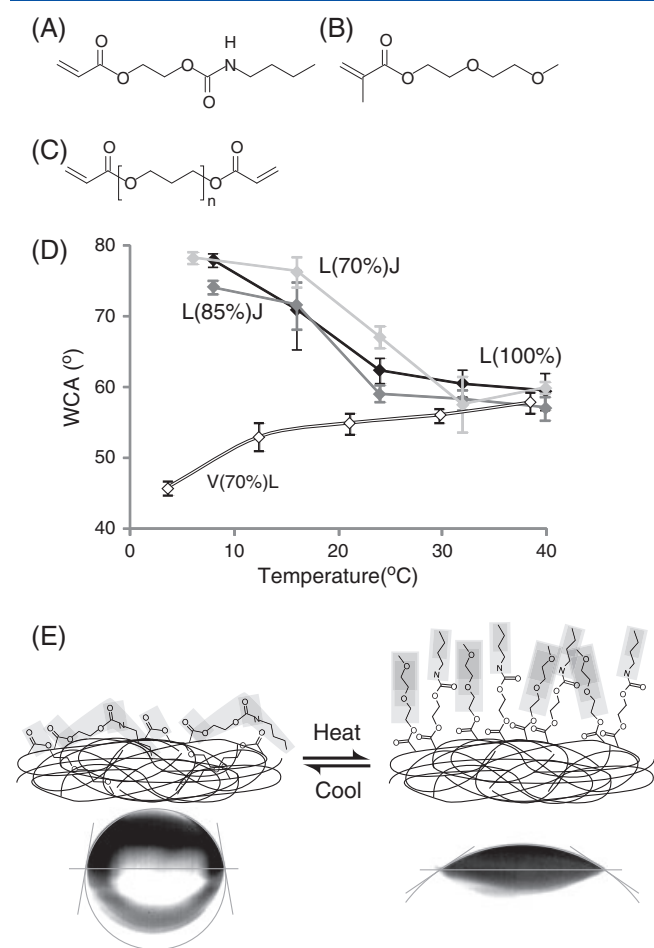 (A)
O
O
O
O
H
N
(B)
O
O
O
O
(C)
O
O
n
O
O
(D)
80
70
60
50
40
WCA (°)
L(70%)J
L(85%)J
L(100%)
V(70%)L
0
10
20
30
40
Temperature(°C)
(E)
Heat
Cool